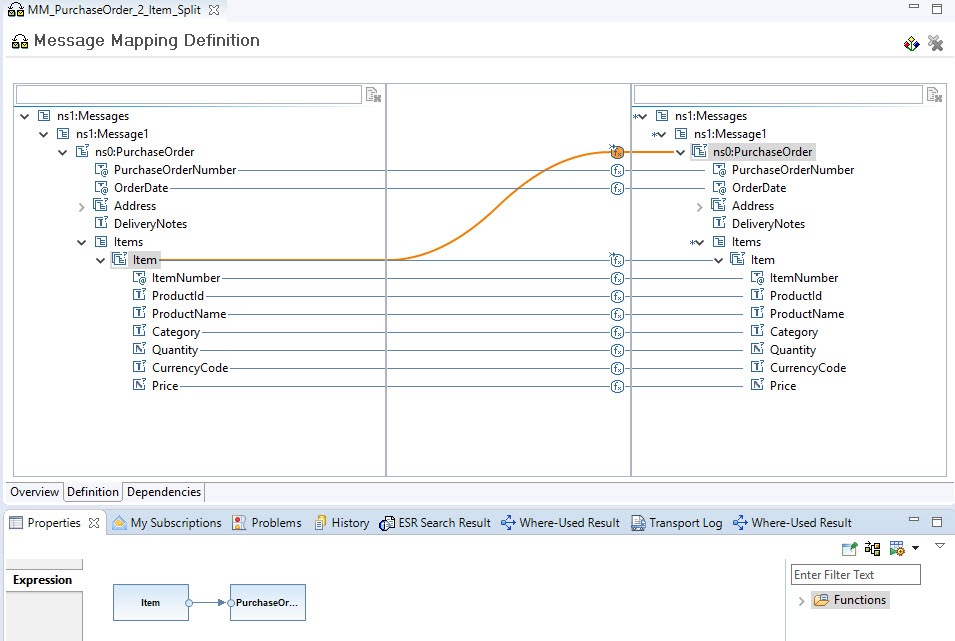 MM_PurchaseOrder_2_Item_Split
Message Mapping Definition
ns1:Messages
ns1:Message1
ns0:PurchaseOrder
PurchaseOrderNumber
OrderDate
Address
DeliveryNotes
Items
Item
ItemNumber
ProductId
ProductName
Category
Quantity
CurrencyCode
Price
ns1:Messages
ns1:Message1
ns0:PurchaseOrder
PurchaseOrderNumber
OrderDate
Address
DeliveryNotes
Items
Item
ItemNumber
ProductId
ProductName
Category
Quantity
CurrencyCode
Price
Overview Definition Dependencies
Properties My Subscriptions Problems History ESR Search Result Where-Used Result Transport Log Where-Used Result
Expression
Item PurchaseOr...
Enter Filter Text
Functions